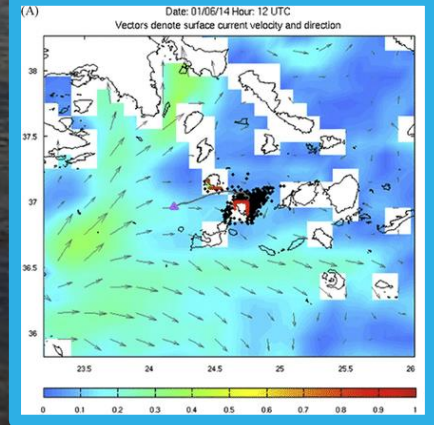 (A)
Date: 01/06/14 Hour: 12 UTC
Vectors denote surface current velocity and direction
38
37.5
37
36.5
36
23.5 24 24.5 25 25.5 26
0 0.1 0.2 0.3 0.4 0.5 0.6 0.7 0.8 0.9 1